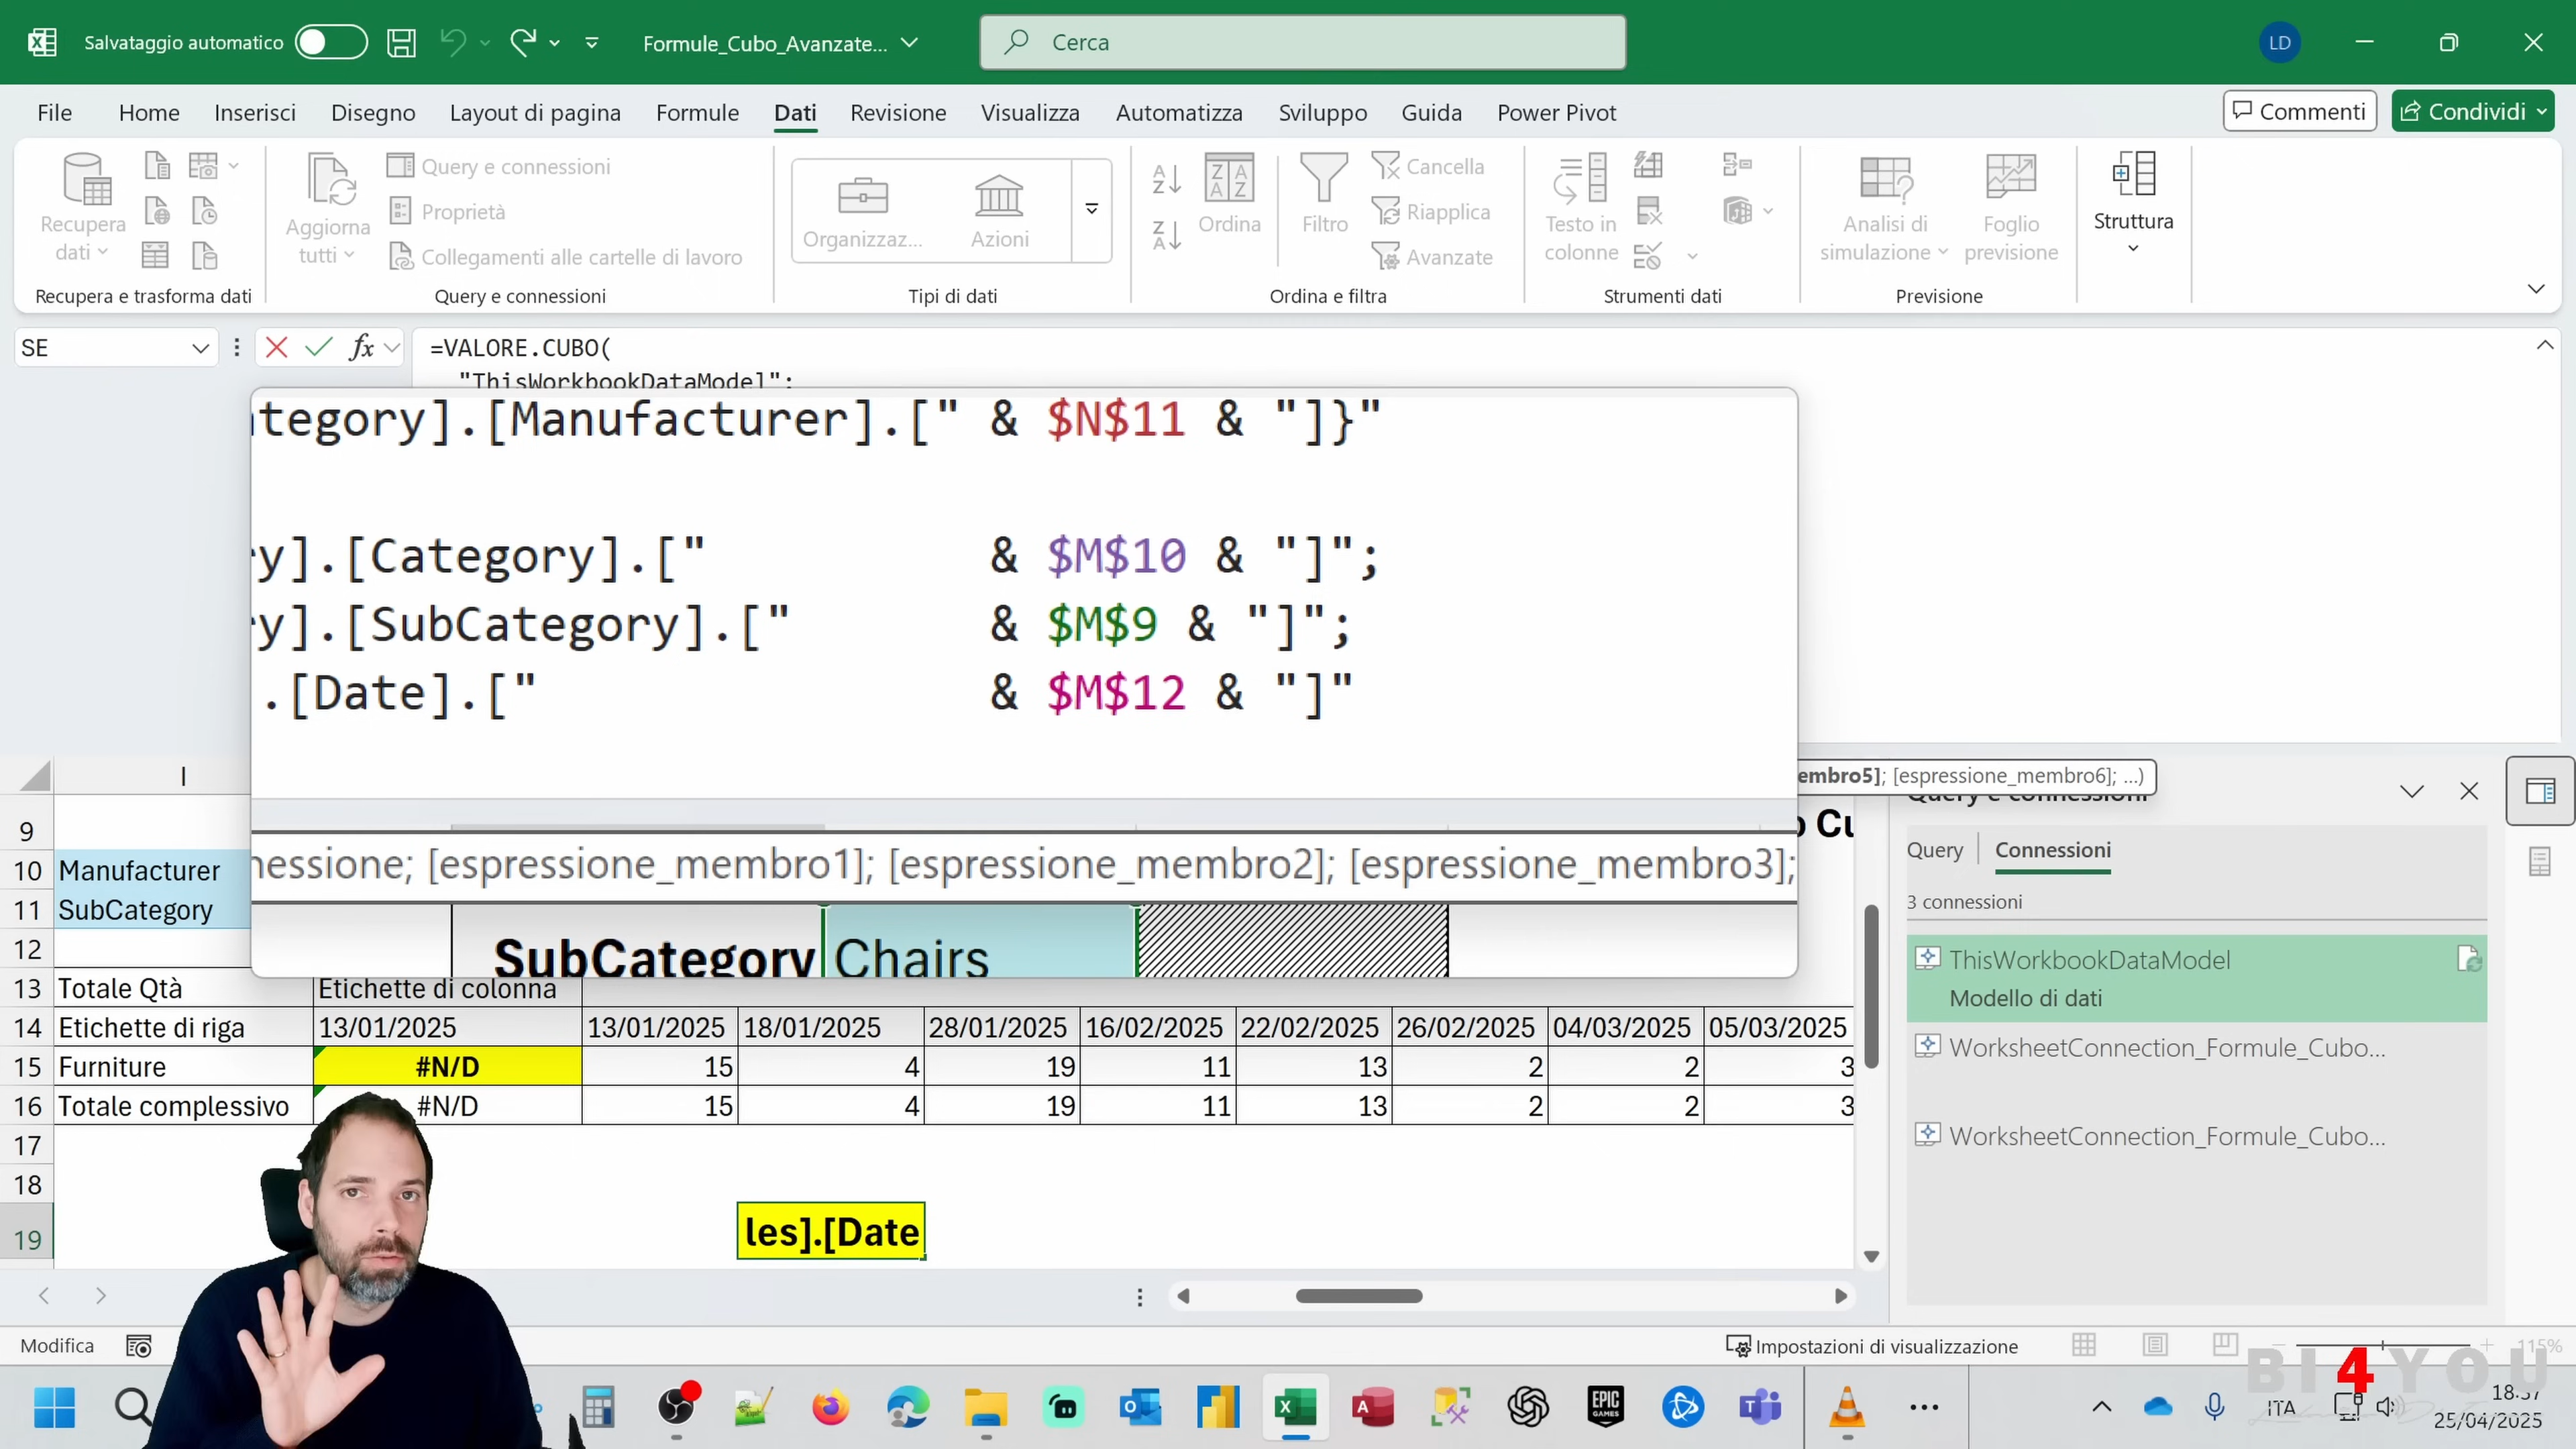 Salvataggio automatico
Formule_Cubo_Avanzate...
Cerca
LD
File Home Inserisci Disegno Layout di pagina Formule Dati Revisione Visualizza Automatizza Sviluppo Guida Power Pivot
Commenti
Condividi
Recupera dati
Recupera e trasforma dati
Aggiorna tutti
Query e connessioni
Proprietà
Collegamenti alle cartelle di lavoro
Query e connessioni
Organizzaz...
Azioni
Tipi di dati
Ordina
Filtro
Cancella
Riapplica
Avanzate
Ordina e filtra
Testo in colonne
Strumenti dati
Analisi di simulazione
Foglio previsione
Previsione
Struttura
SE
fx
=VALORE.CUBO(
"ThisWorkbookDataModel";
tegory].[Manufacturer].[" & $N$11 & "]}"
y].[Category].[" & $M$10 & "]";
y].[SubCategory].[" & $M$9 & "]";
.[Date].[" & $M$12 & "]"
embro5]; [espressione_membro6]; ...)
nessione; [espressione_membro1]; [espressione_membro2]; [espressione_membro3];
SubCategory Chairs
I
9
10 Manufacturer
11 SubCategory
12
13 Totale Qtà Etichette di colonna
14 Etichette di riga 13/01/2025 13/01/2025 18/01/2025 28/01/2025 16/02/2025 22/02/2025 26/02/2025 04/03/2025 05/03/2025
15 Furniture #N/D 15 4 19 11 13 2 2 3
16 Totale complessivo #N/D 15 4 19 11 13 2 2 3
17
18
19 les].[Date
Query Connessioni
3 connessioni
ThisWorkbookDataModel
Modello di dati
WorksheetConnection_Formule_Cubo...
WorksheetConnection_Formule_Cubo...
Modifica
Impostazioni di visualizzazione
115%
BI4YOU
ITA
18:37
25/04/2025
EPIC GAMES